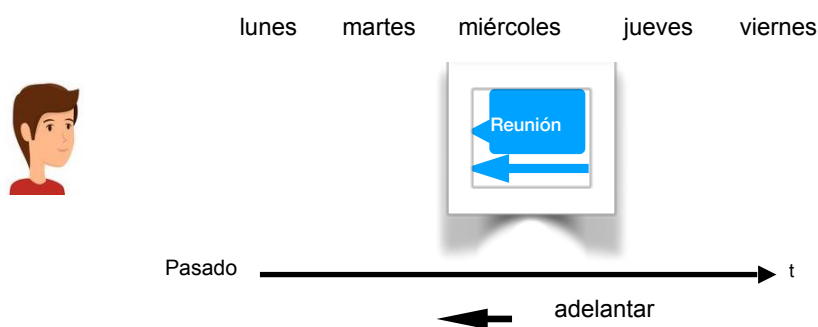 lunes martes miércoles jueves viernes
Reunión
Pasado t
adelantar